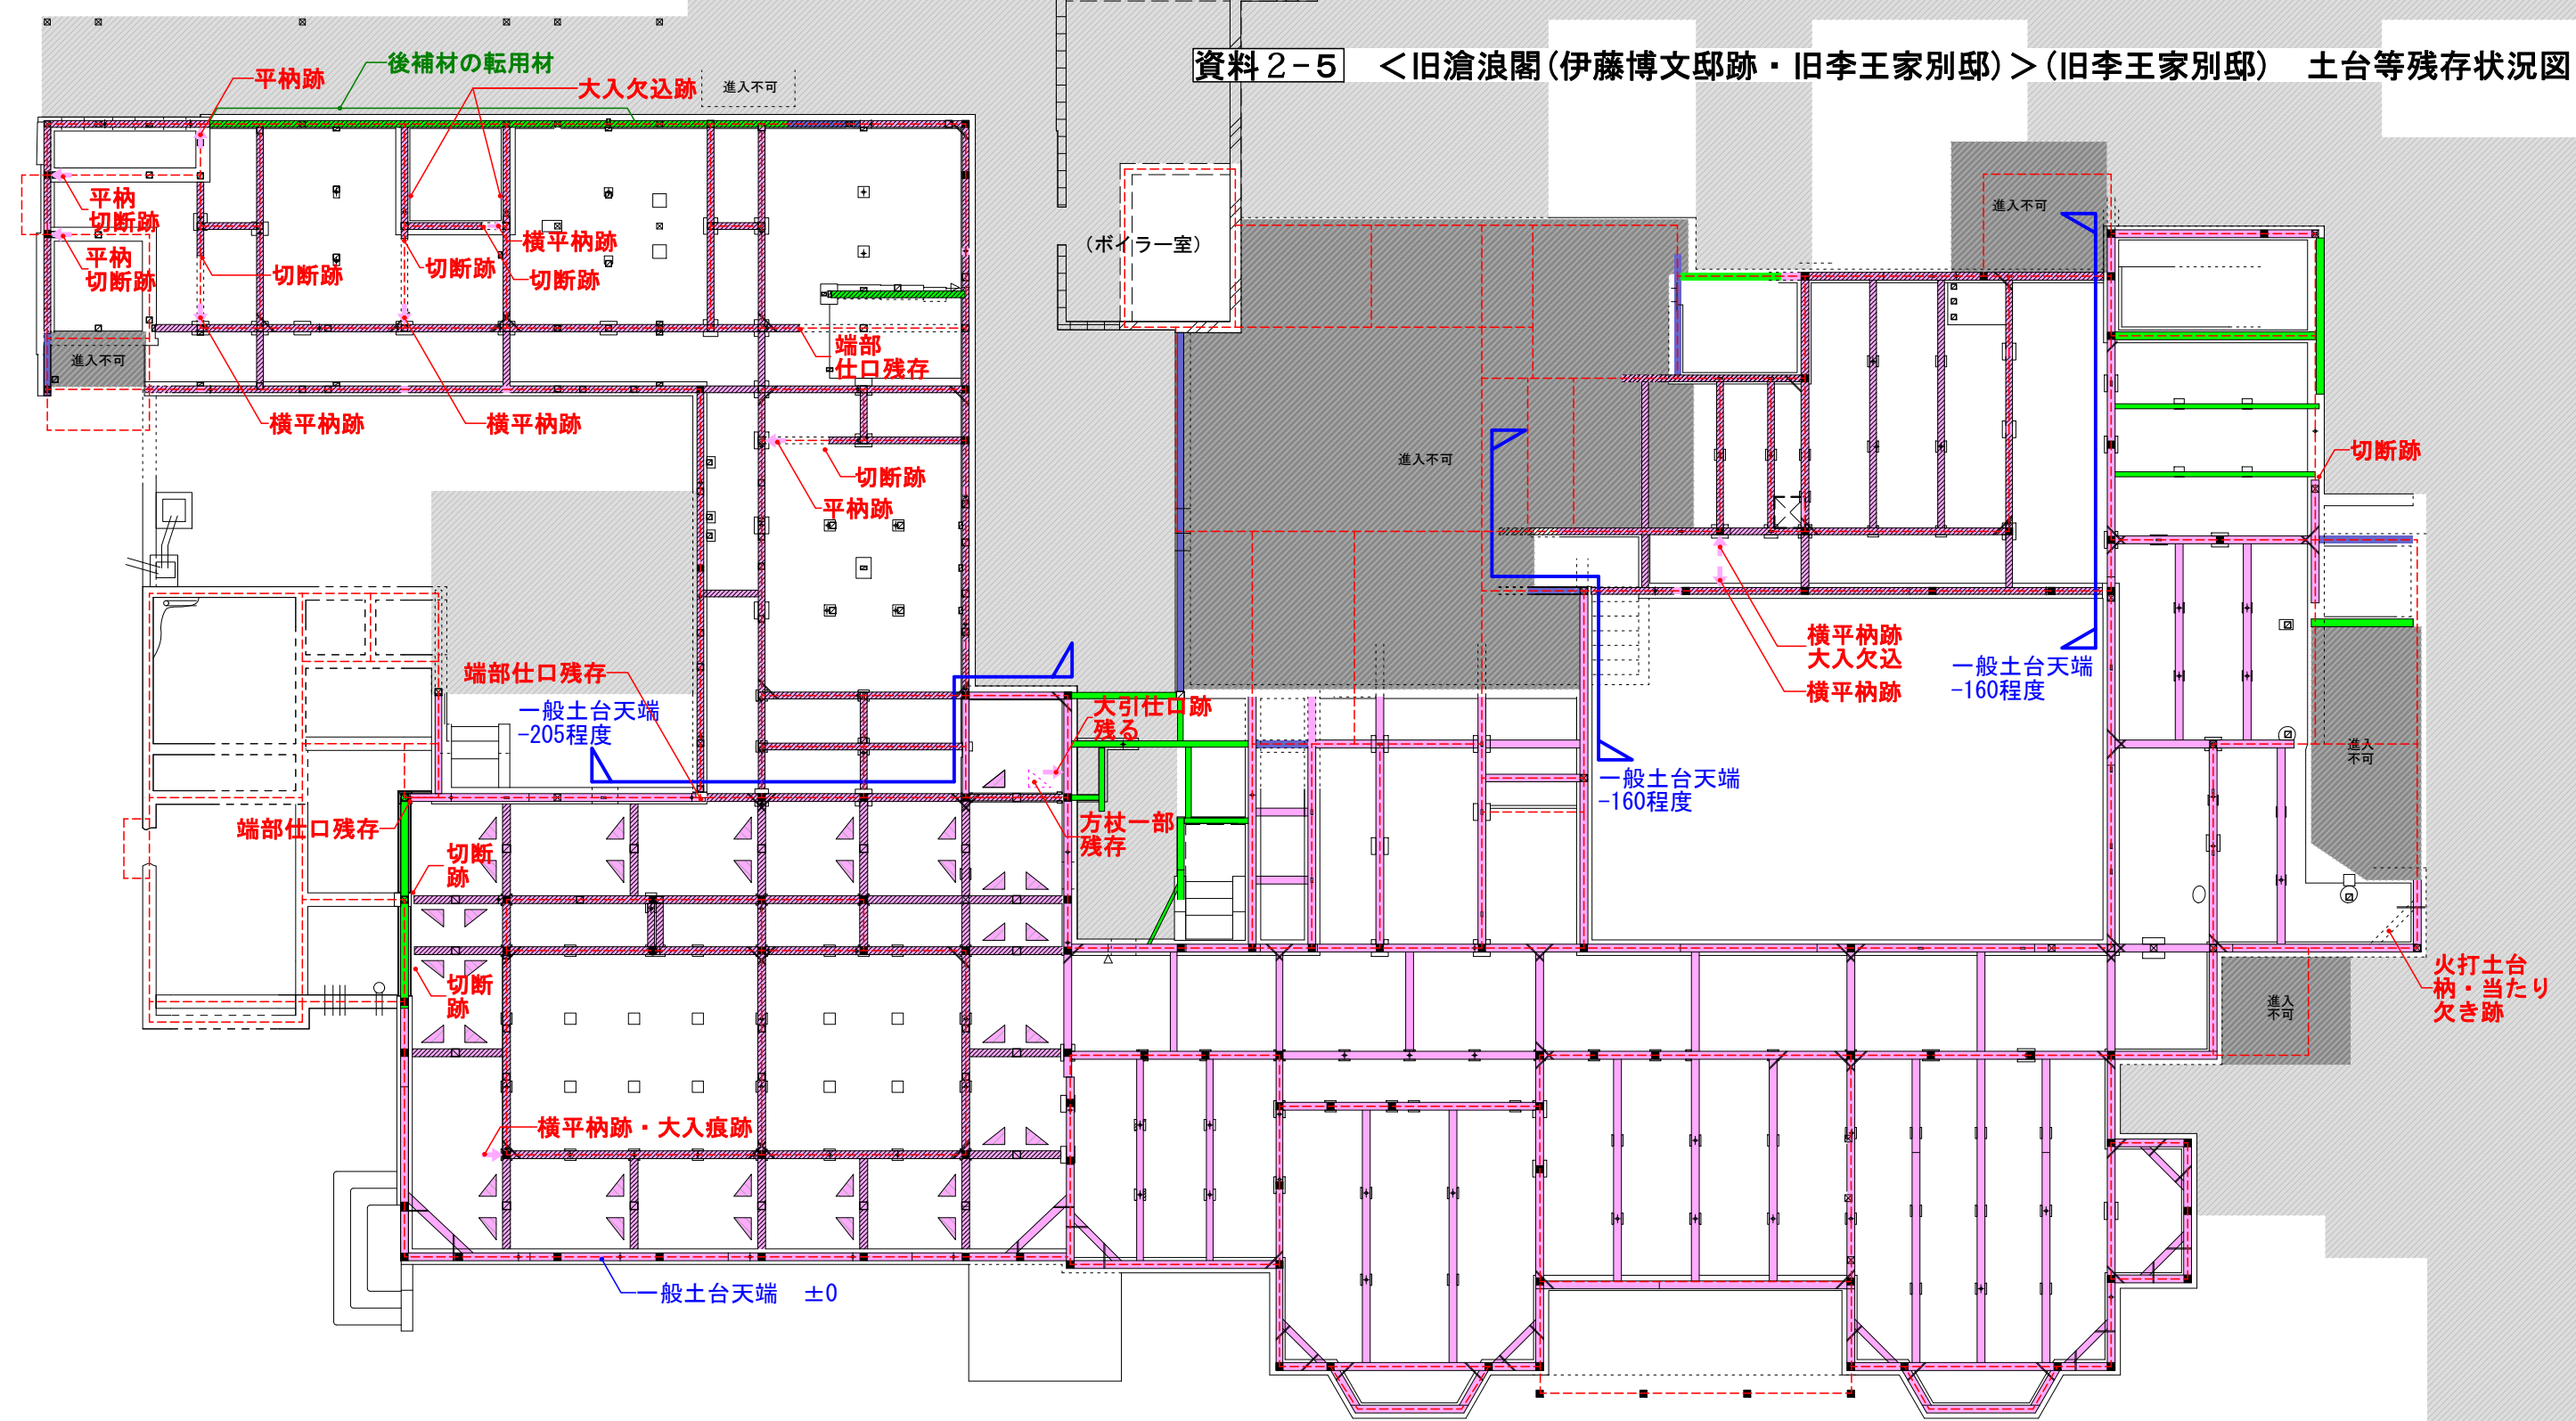 資料2-5　＜旧滄浪閣(伊藤博文邸跡・旧李王家別邸)＞(旧李王家別邸)　土台等残存状況図
後補材の転用材
平枘跡
大入欠込跡
進入不可
平枘
切断跡
平枘
切断跡
切断跡
切断跡
横平枘跡
切断跡
(ボイラー室)
進入不可
進入不可
端部
仕口残存
横平枘跡
横平枘跡
切断跡
平枘跡
進入不可
切断跡
端部仕口残存
一般土台天端
-205程度
大引仕口跡
残る
横平枘跡
大入欠込
横平枘跡
一般土台天端
-160程度
一般土台天端
-160程度
進入
不可
端部仕口残存
切断
跡
方杖一部
残存
切断
跡
火打土台
枘・当たり
欠き跡
進入
不可
横平枘跡・大入痕跡
一般土台天端　±0